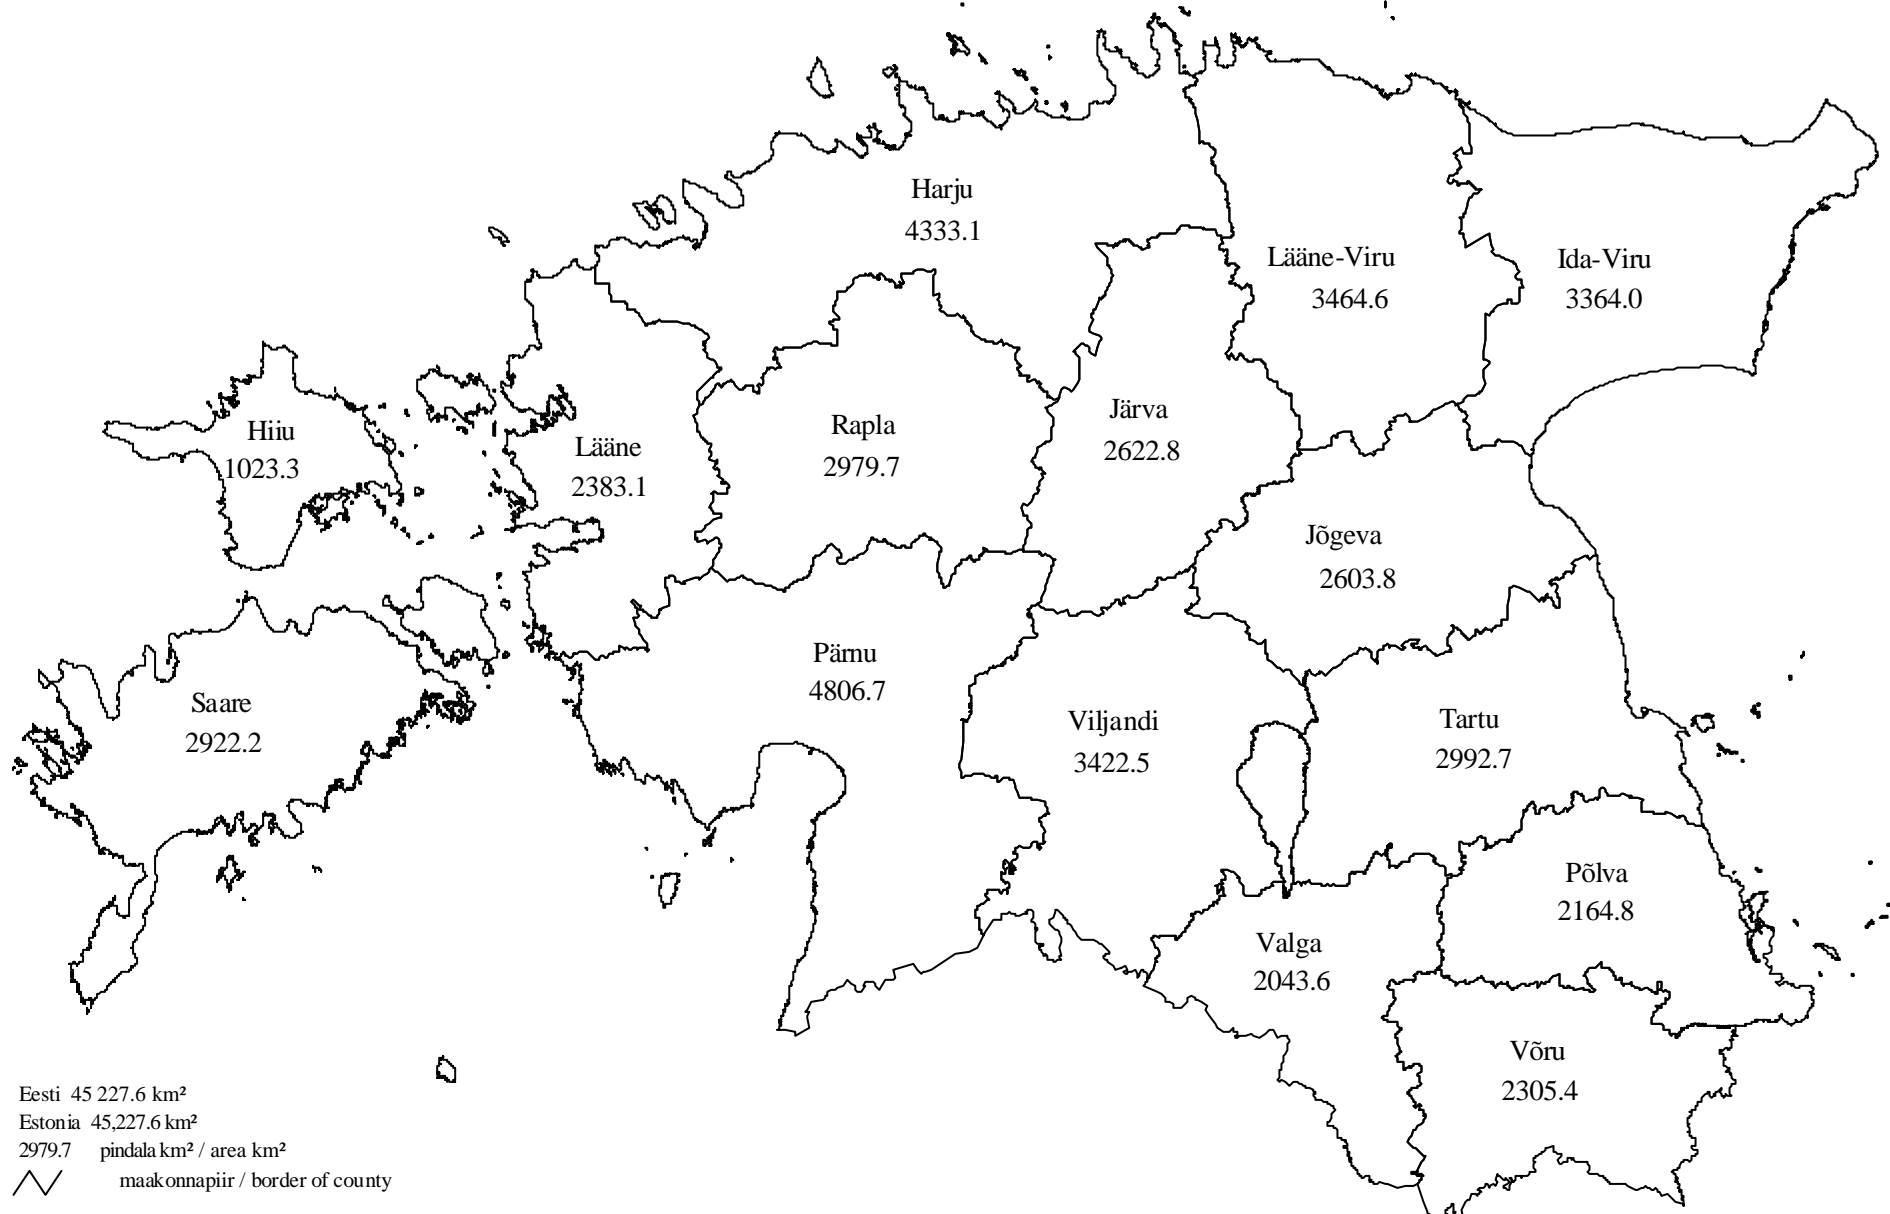 Harju
4333.1
Lääne-Viru
3464.6
Ida-Viru
3364.0
Hiiu
1023.3
Lääne
2383.1
Rapla
2979.7
Järva
2622.8
Jõgeva
2603.8
Saare
2922.2
Pärnu
4806.7
Viljandi
3422.5
Tartu
2992.7
Põlva
2164.8
Valga
2043.6
Võru
2305.4
Eesti 45 227.6 km²
Estonia 45,227.6 km²
2979.7 pindala km² / area km²
maakonnapiir / border of county